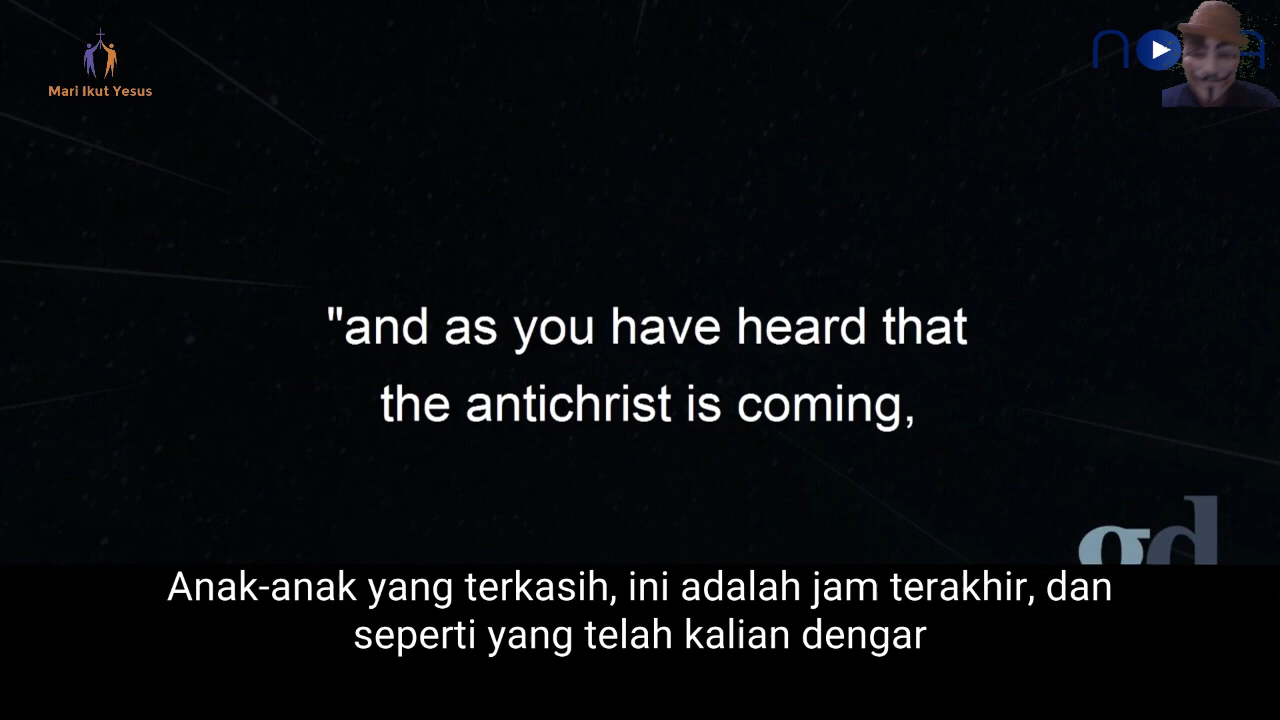 Mari Ikut Yesus
"and as you have heard that
the antichrist is coming,
gd
Anak-anak yang terkasih, ini adalah jam terakhir, dan
seperti yang telah kalian dengar